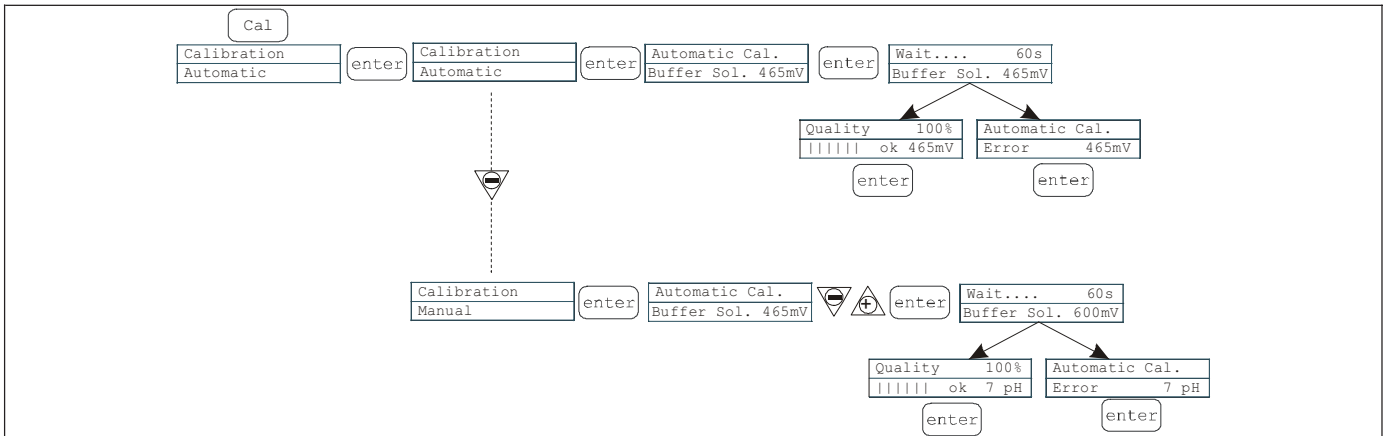 Cal
Calibration
Automatic
enter
Calibration
Automatic
enter
Automatic Cal.
Buffer Sol. 465mV
enter
Wait.... 60s
Buffer Sol. 465mV
Quality 100%
|||||| ok 465mV
enter
Automatic Cal.
Error 465mV
enter
Calibration
Manual
enter
Automatic Cal.
Buffer Sol. 465mV
enter
Wait.... 60s
Buffer Sol. 600mV
Quality 100%
|||||| ok 7 pH
enter
Automatic Cal.
Error 7 pH
enter